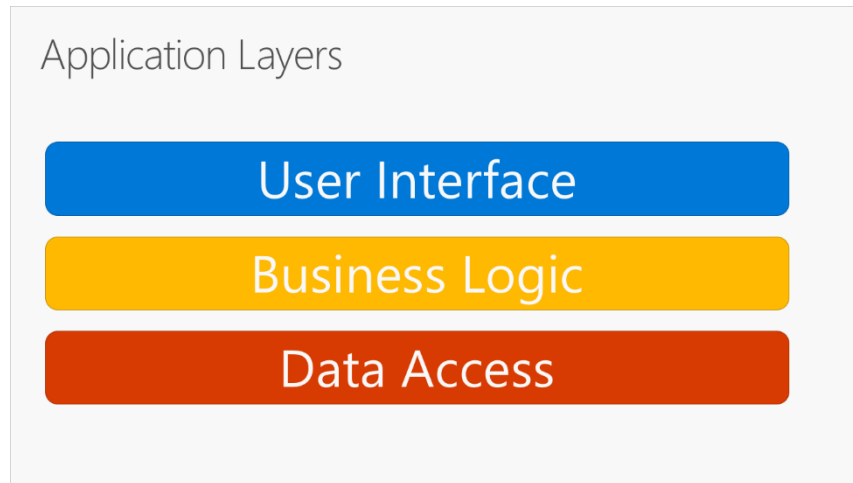 Application Layers
User Interface
Business Logic
Data Access